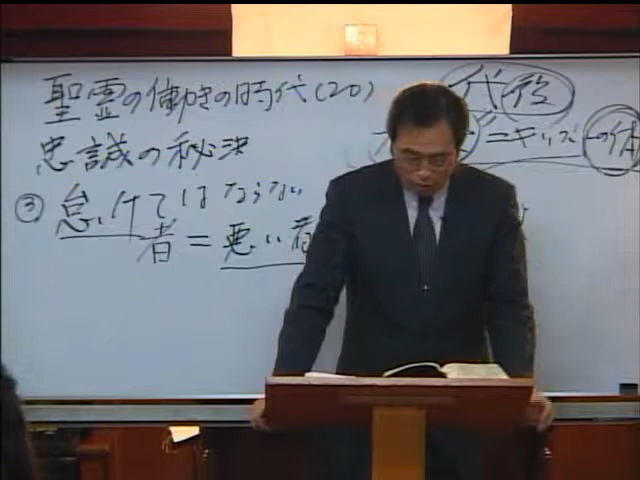 聖霊の働きの時代(20)
忠誠の秘決
③怠けてはならない
者=悪い者
代
=キリスト
の体